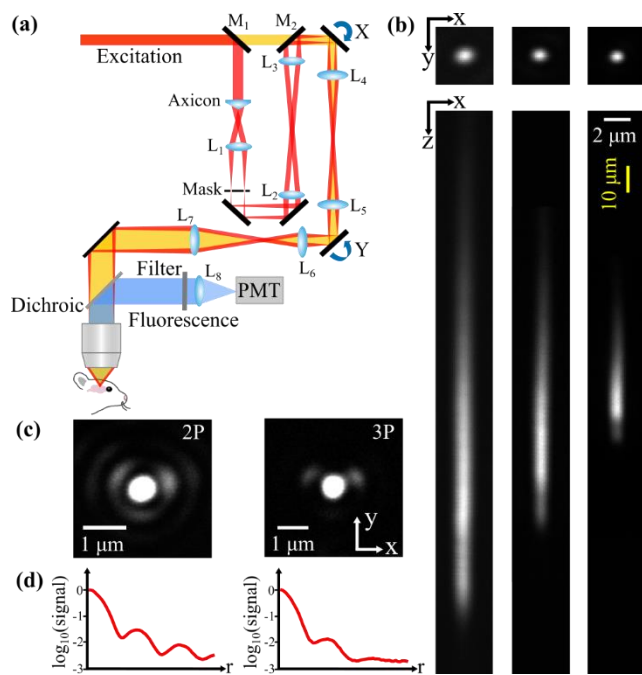 (a)
M1 M2 X
Excitation
L3
L4
Axicon
L1
Mask
L2
L5
L7
L6
Y
Filter
L8
PMT
Dichroic
Fluorescence
(b)
x
y
x
z
2 μm
10 μm
(c)
2P
1 μm
3P
1 μm
y
x
(d)
log10(signal)
0
-1
-2
-3
r
log10(signal)
0
-1
-2
-3
r